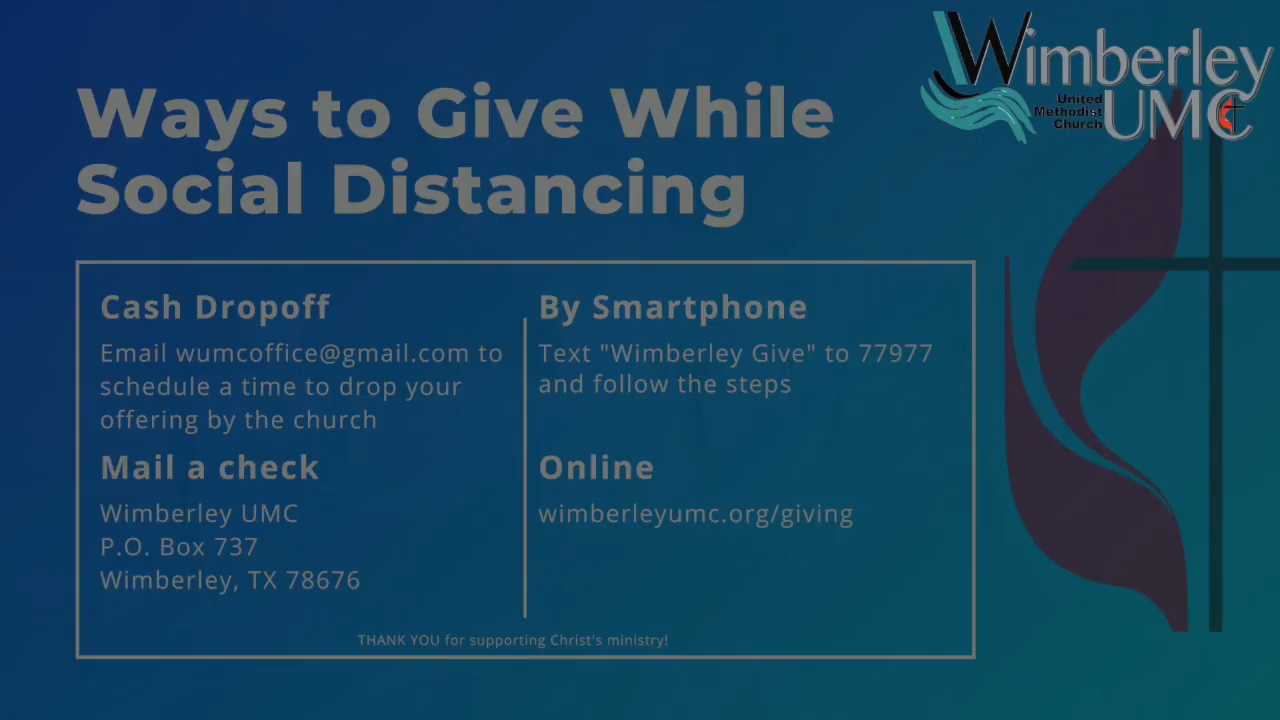 Wimberley
United
Methodist
Church
UMC
Ways to Give While
Social Distancing
Cash Dropoff
Email wumcoffice@gmail.com to
schedule a time to drop your
offering by the church
Mail a check
Wimberley UMC
P.O. Box 737
Wimberley, TX 78676
By Smartphone
Text "Wimberley Give" to 77977
and follow the steps
Online
wimberleyumc.org/giving
THANK YOU for supporting Christ's ministry!